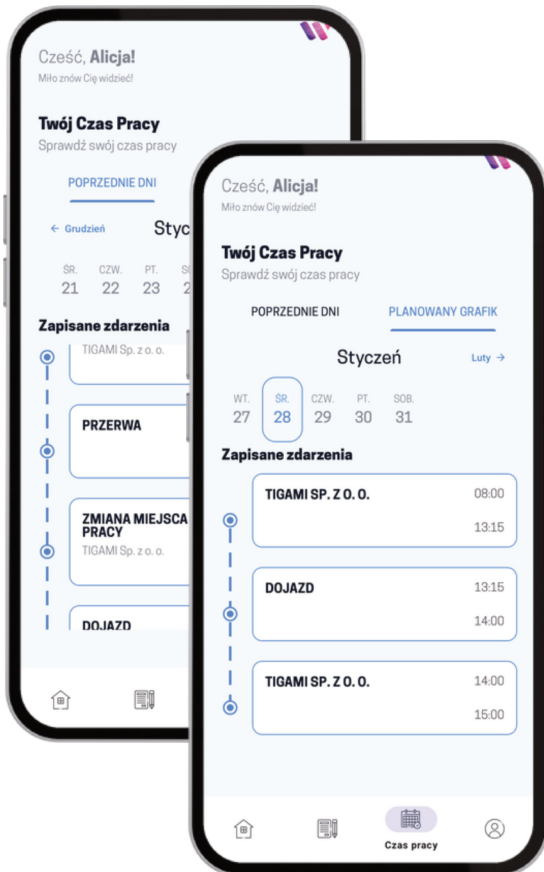 Cześć, Alicja!
Miło znów Cię widzieć!
Twój Czas Pracy
Sprawdź swój czas pracy
POPRZEDNIE DNI
← Grudzień
ŚR. CZW. PT.
21 22 23 2
Zapisane zdarzenia
TIGAMI Sp. z o. o.
PRZERWA
ZMIANA MIEJSCA
PRACY
TIGAMI Sp. z o. o.
DOJAZD
Cześć, Alicja!
Miło znów Cię widzieć!
Twój Czas Pracy
Sprawdź swój czas pracy
POPRZEDNIE DNI PLANOWANY GRAFIK
Styczeń Luty →
WT. ŚR. CZW. PT. SOB.
27 28 29 30 31
Zapisane zdarzenia
TIGAMI SP. Z O. O. 08:00
13:15
DOJAZD 13:15
14:00
TIGAMI SP. Z O. O. 14:00
15:00
Czas pracy